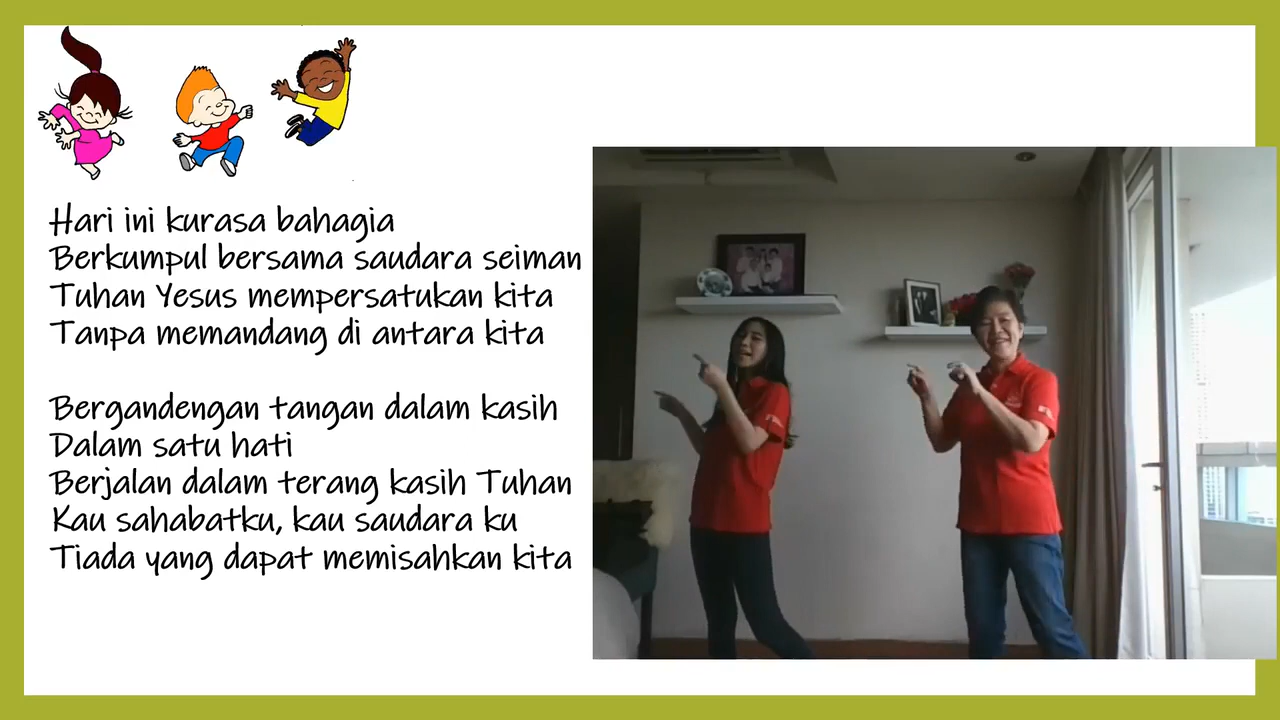 Hari ini kurasa bahagia
Berkumpul bersama saudara seiman
Tuhan Yesus mempersatukan kita
Tanpa memandang di antara kita
Bergandengan tangan dalam kasih
Dalam satu hati
Berjalan dalam terang kasih Tuhan
Kau sahabatku, kau saudara ku
Tiada yang dapat memisahkan kita